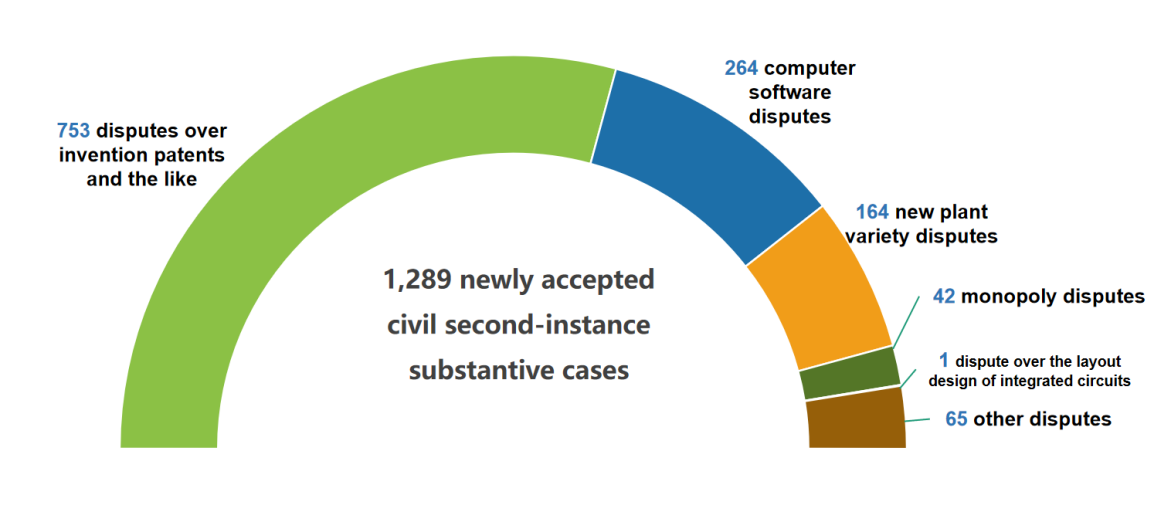 753 disputes over
invention patents
and the like
264 computer
software
disputes
164 new plant
variety disputes
42 monopoly disputes
1 dispute over the layout
design of integrated circuits
65 other disputes
1,289 newly accepted
civil second-instance
substantive cases